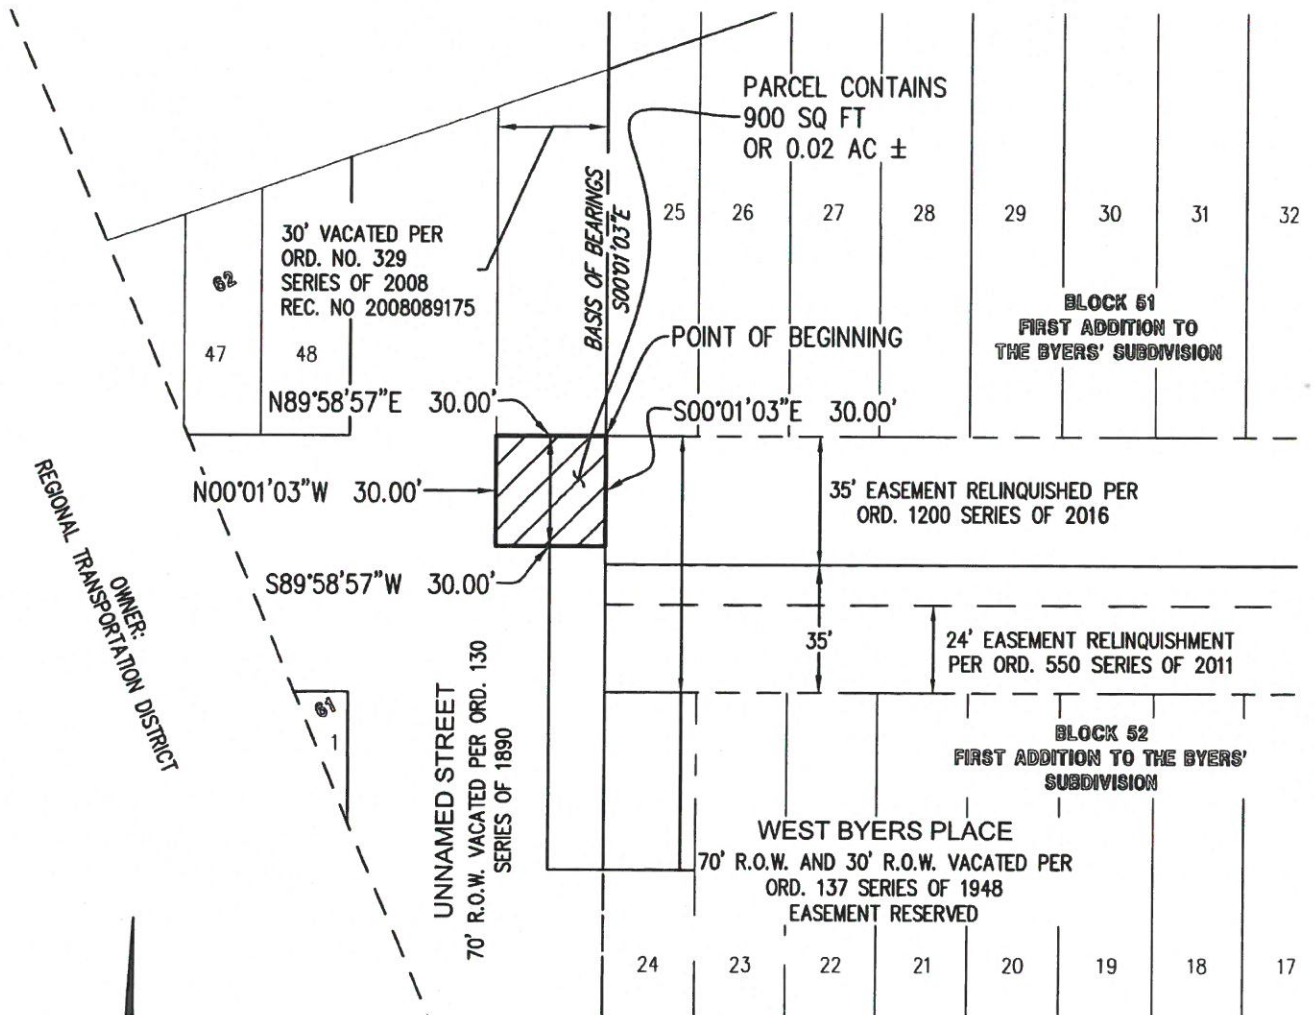 PARCEL CONTAINS
900 SQ FT
OR 0.02 AC ±
BASIS OF BEARINGS
S00°01'03"E
25
26
27
28
29
30
31
32
30' VACATED PER
ORD. NO. 329
SERIES OF 2008
REC. NO 2008089175
62
47
48
BLOCK 51
FIRST ADDITION TO
THE BYERS' SUBDIVISION
POINT OF BEGINNING
N89°58'57"E 30.00'
S00°01'03"E 30.00'
N00°01'03"W 30.00'
35' EASEMENT RELINQUISHED PER
ORD. 1200 SERIES OF 2016
S89°58'57"W 30.00'
OWNER:
REGIONAL TRANSPORTATION DISTRICT
35'
24' EASEMENT RELINQUISHMENT
PER ORD. 550 SERIES OF 2011
61
1
UNNAMED STREET
70' R.O.W. VACATED PER ORD. 130
SERIES OF 1890
BLOCK 52
FIRST ADDITION TO THE BYERS'
SUBDIVISION
WEST BYERS PLACE
70' R.O.W. AND 30' R.O.W. VACATED PER
ORD. 137 SERIES OF 1948
EASEMENT RESERVED
24
23
22
21
20
19
18
17